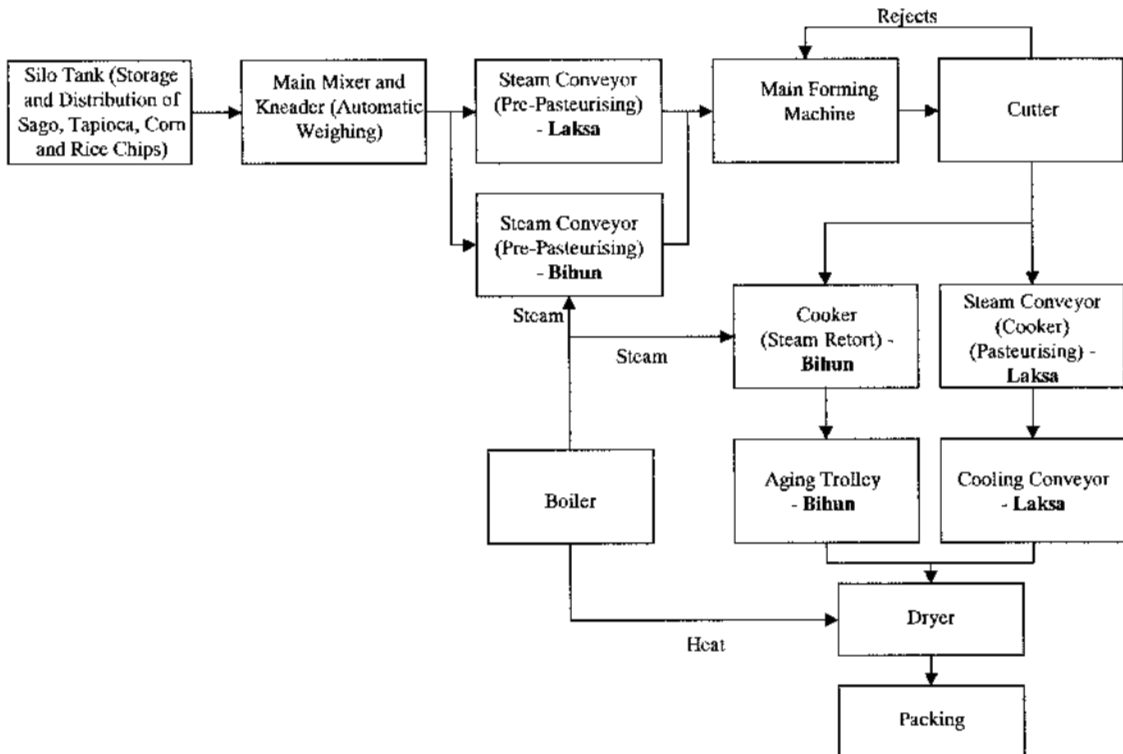 Rejects
Silo Tank (Storage
and Distribution of
Sago, Tapioca, Corn
and Rice Chips)
Main Mixer and
Kneader (Automatic
Weighing)
Steam Conveyor
(Pre-Pasteurising)
- Laksa
Main Forming
Machine
Cutter
Steam Conveyor
(Pre-Pasteurising)
- Bihun
Steam
Steam
Cooker
(Steam Retort) -
Bihun
Steam Conveyor
(Cooker)
(Pasteurising) -
Laksa
Boiler
Aging Trolley
- Bihun
Cooling Conveyor
- Laksa
Dryer
Heat
Packing